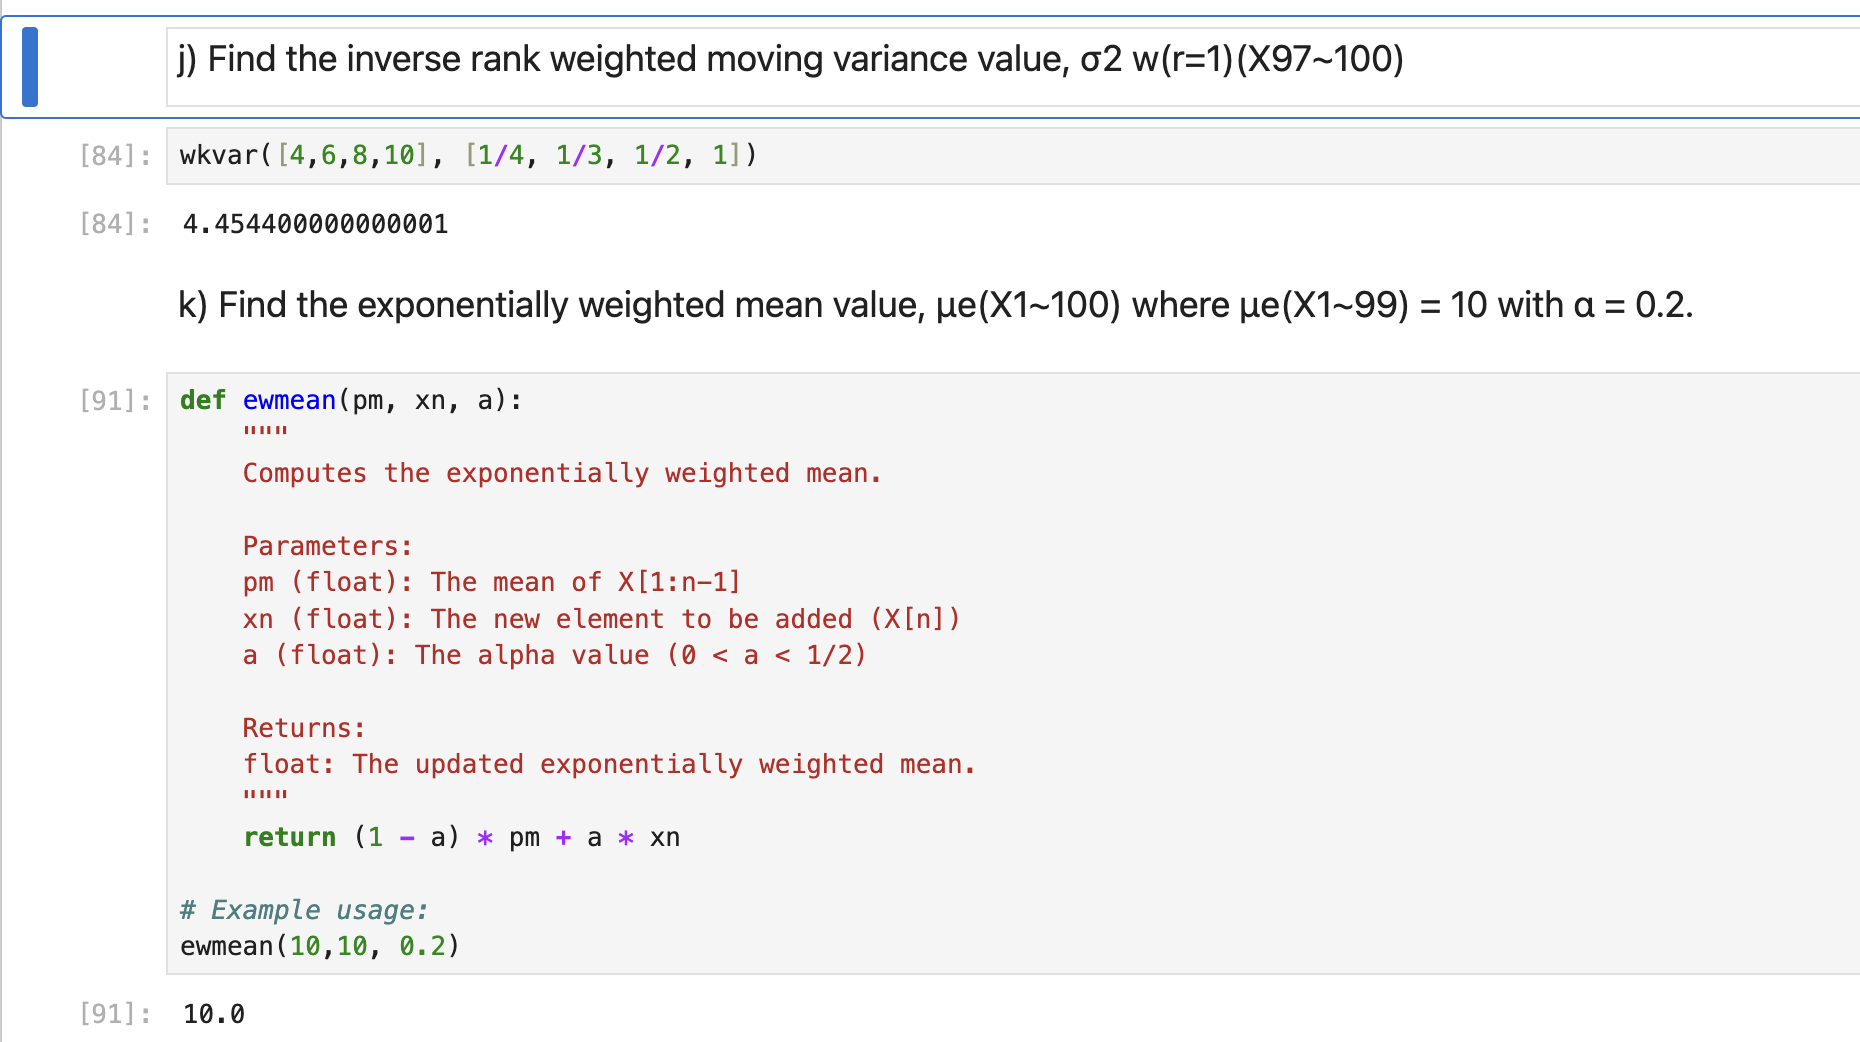 j) Find the inverse rank weighted moving variance value, σ2 w(r=1)(X97~100)
[84]: wkvar([4,6,8,10], [1/4, 1/3, 1/2, 1])
[84]: 4.454400000000001
k) Find the exponentially weighted mean value, μe(X1~100) where μe(X1~99) = 10 with α = 0.2.
[91]: def ewmean(pm, xn, a):
"""
Computes the exponentially weighted mean.
Parameters:
pm (float): The mean of X[1:n-1]
xn (float): The new element to be added (X[n])
a (float): The alpha value (0 < a < 1/2)
Returns:
float: The updated exponentially weighted mean.
"""
return (1 - a) * pm + a * xn
# Example usage:
ewmean(10,10, 0.2)
[91]: 10.0